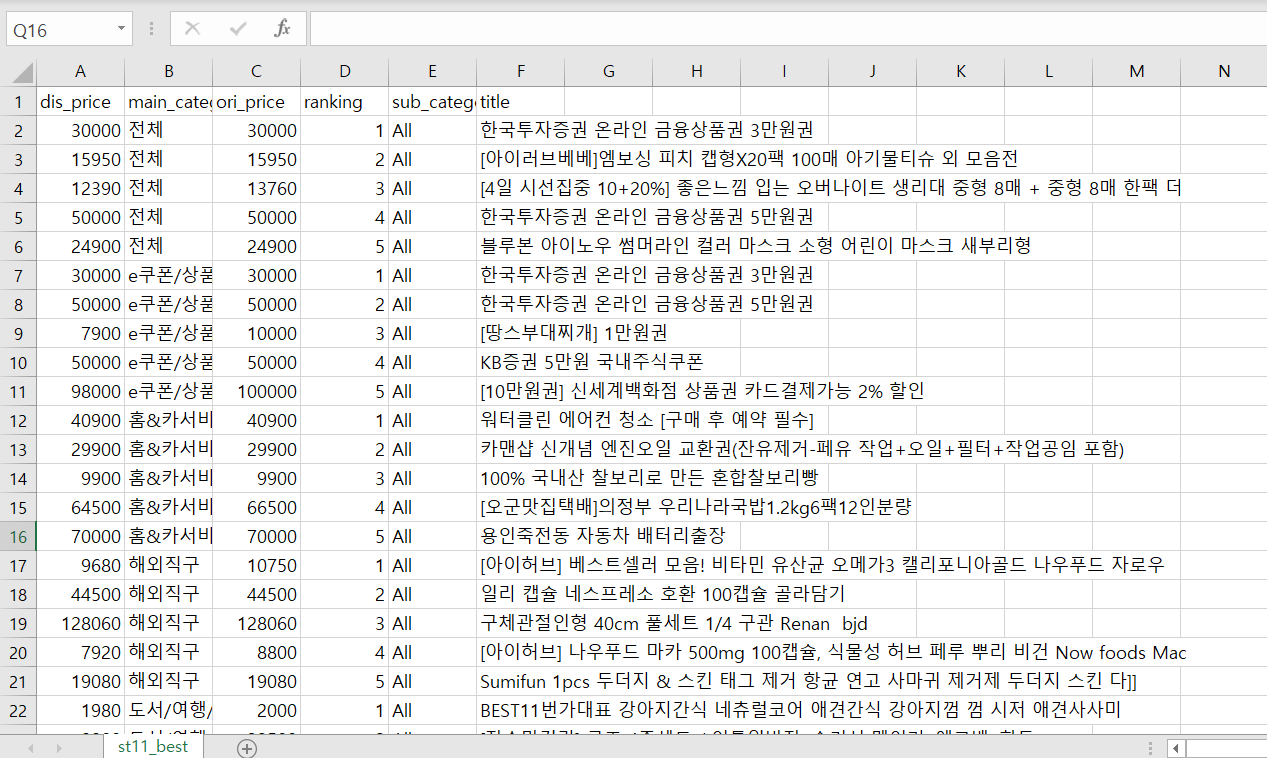 Q16 fx
A B C D E F G H I J K L M N
1 dis_price main_categ ori_price ranking sub_catego title
2 30000 전체 30000 1 All 한국투자증권 온라인 금융상품권 3만원권
3 15950 전체 15950 2 All [아이러브베베]엠보싱 피치 캡형X20팩 100매 아기물티슈 외 모음전
4 12390 전체 13760 3 All [4일 시선집중 10+20%] 좋은느낌 입는 오버나이트 생리대 중형 8매 + 중형 8매 한팩 더
5 50000 전체 50000 4 All 한국투자증권 온라인 금융상품권 5만원권
6 24900 전체 24900 5 All 블루본 아이노우 썸머라인 컬러 마스크 소형 어린이 마스크 새부리형
7 30000 e쿠폰/상품 30000 1 All 한국투자증권 온라인 금융상품권 3만원권
8 50000 e쿠폰/상품 50000 2 All 한국투자증권 온라인 금융상품권 5만원권
9 7900 e쿠폰/상품 10000 3 All [땅스부대찌개] 1만원권
10 50000 e쿠폰/상품 50000 4 All KB증권 5만원 국내주식쿠폰
11 98000 e쿠폰/상품 100000 5 All [10만원권] 신세계백화점 상품권 카드결제가능 2% 할인
12 40900 홈&카서비 40900 1 All 워터클린 에어컨 청소 [구매 후 예약 필수]
13 29900 홈&카서비 29900 2 All 카맨샵 신개념 엔진오일 교환권(잔유제거-폐유 작업+오일+필터+작업공임 포함)
14 9900 홈&카서비 9900 3 All 100% 국내산 찰보리로 만든 혼합찰보리빵
15 64500 홈&카서비 66500 4 All [오군맛집택배]의정부 우리나라국밥1.2kg6팩12인분량
16 70000 홈&카서비 70000 5 All 용인죽전동 자동차 배터리출장
17 9680 해외직구 10750 1 All [아이허브] 베스트셀러 모음! 비타민 유산균 오메가3 캘리포니아골드 나우푸드 자로우
18 44500 해외직구 44500 2 All 일리 캡슐 네스프레소 호환 100캡슐 골라담기
19 128060 해외직구 128060 3 All 구체관절인형 40cm 풀세트 1/4 구관 Renan bjd
20 7920 해외직구 8800 4 All [아이허브] 나우푸드 마카 500mg 100캡슐, 식물성 허브 페루 뿌리 비건 Now foods Mac
21 19080 해외직구 19080 5 All Sumifun 1pcs 두더지 & 스킨 태그 제거 항균 연고 사마귀 제거제 두더지 스킨 다]]
22 1980 도서/여행/ 2000 1 All BEST11번가대표 강아지간식 네츄럴코어 애견간식 강아지껌 껌 시저 애견사사미
st11_best